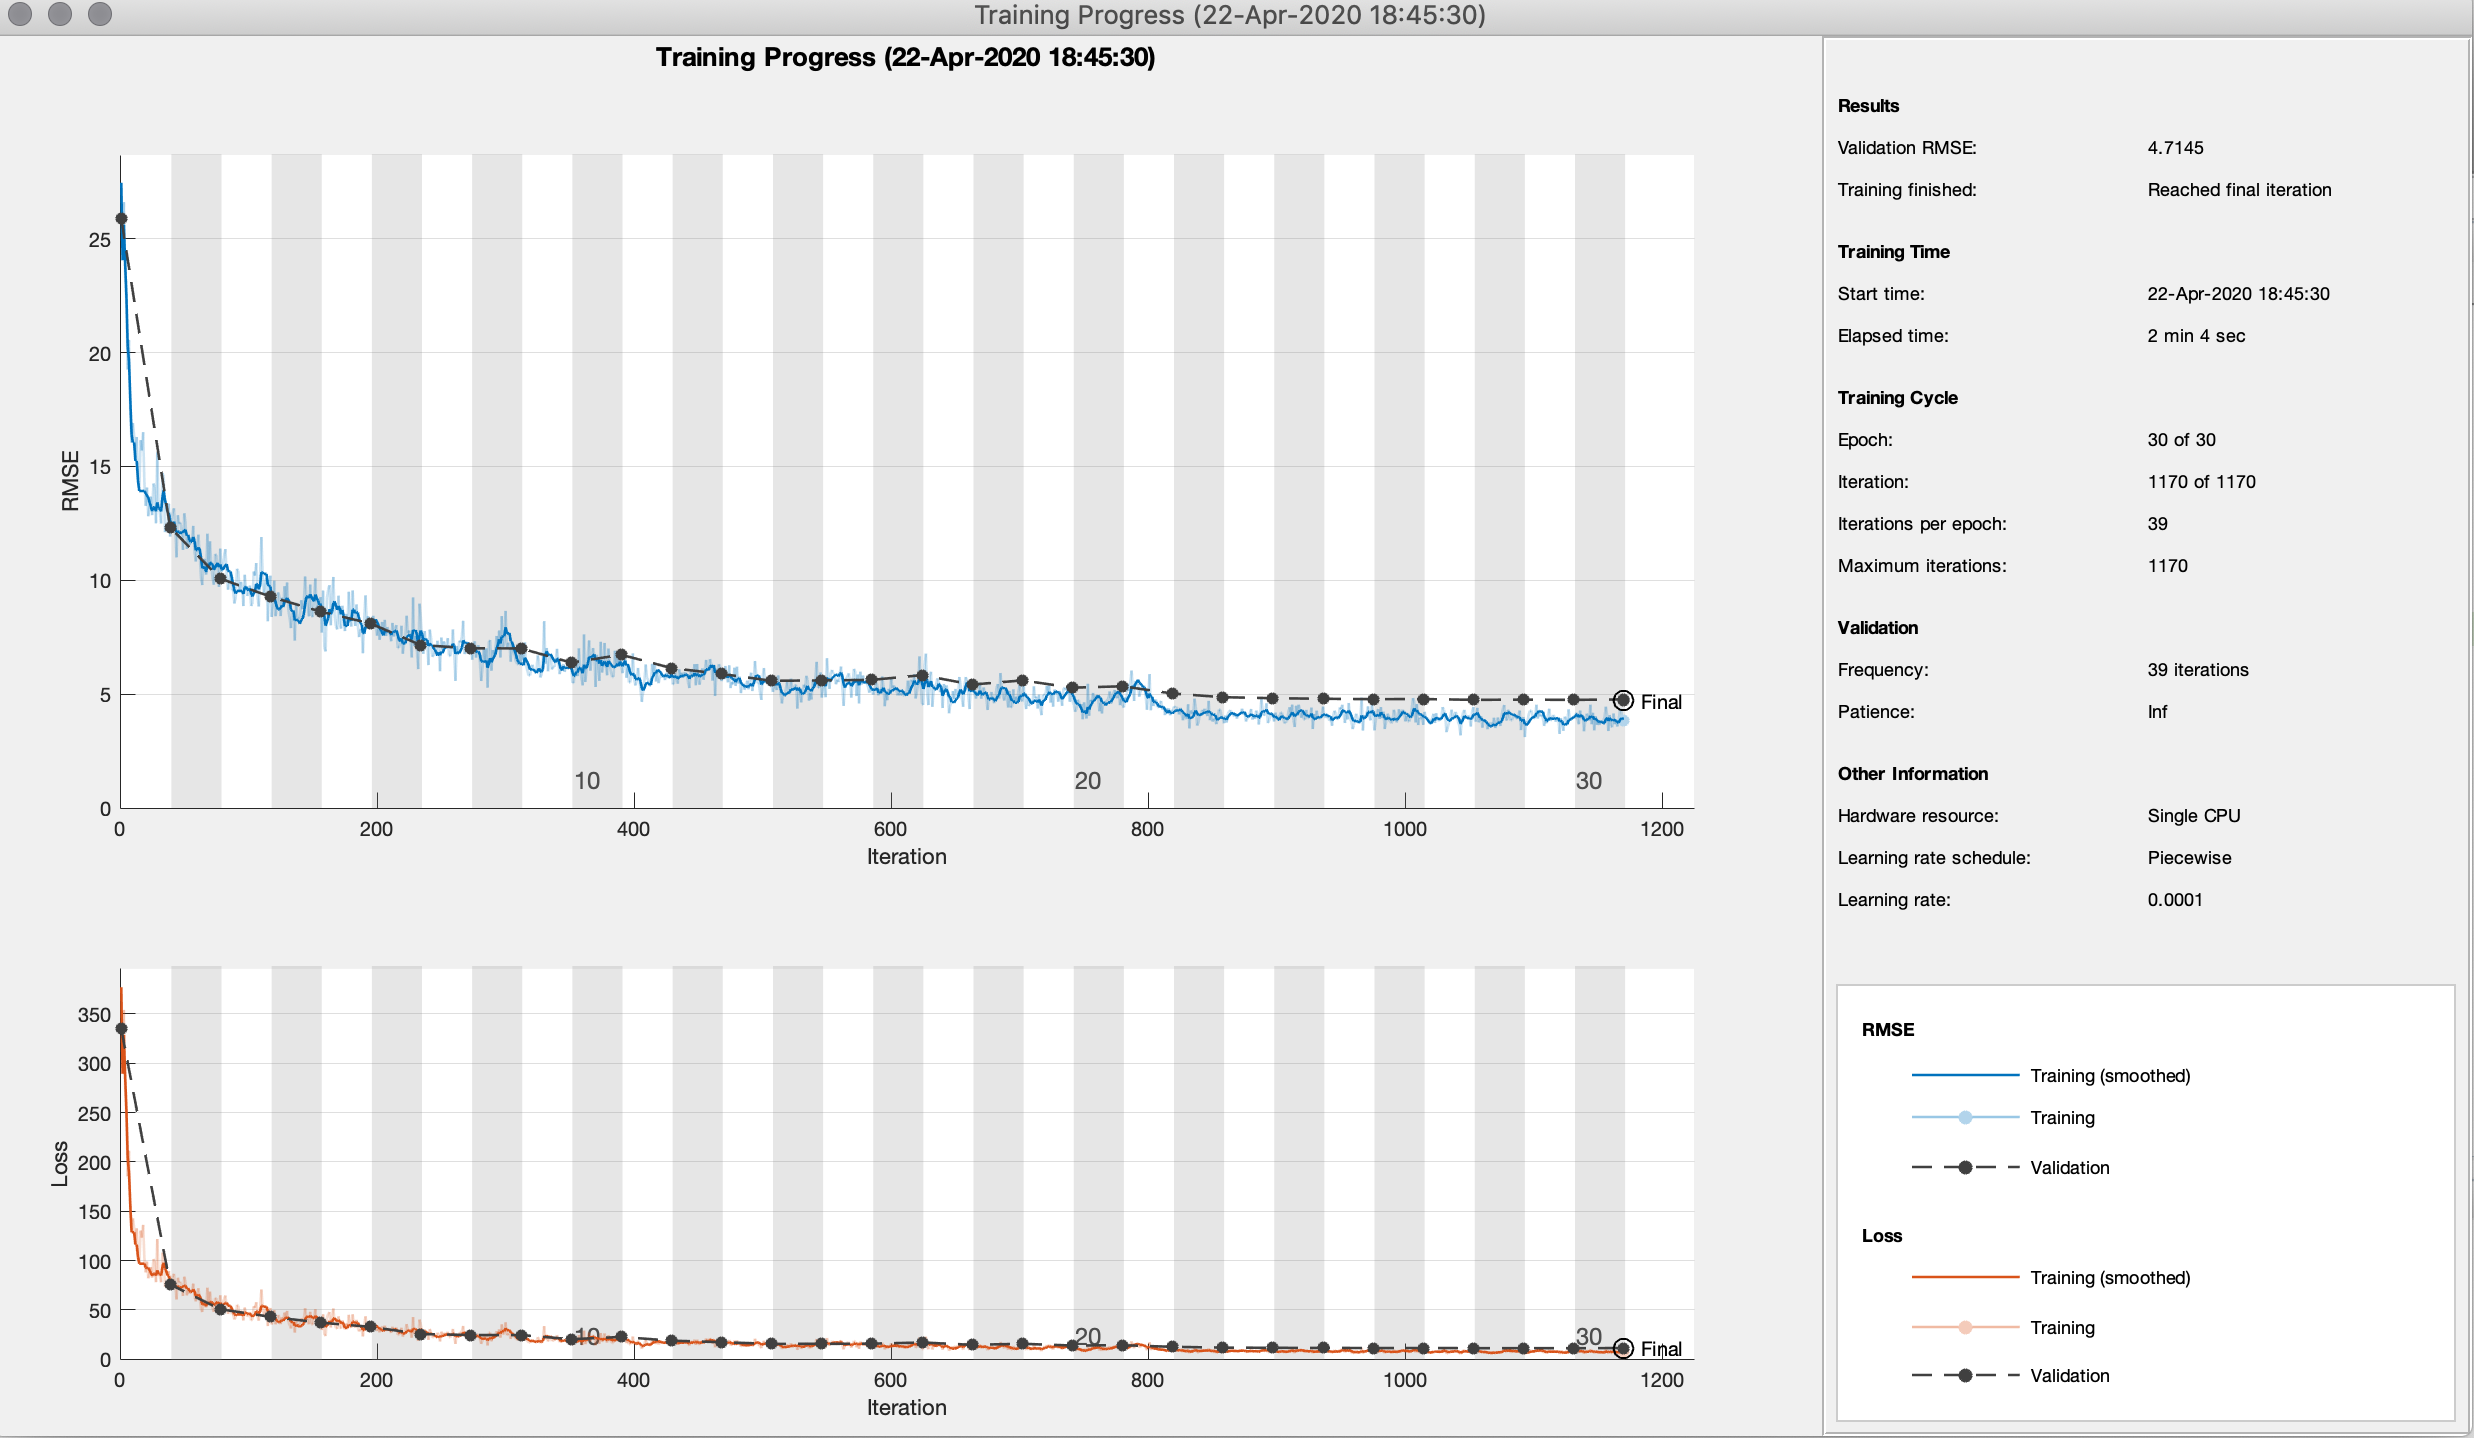 Training Progress (22-Apr-2020 18:45:30)
Training Progress (22-Apr-2020 18:45:30)
RMSE
25
20
15
10
5
0
10
20
30
Final
0
200
400
600
800
1000
1200
Iteration
Loss
350
300
250
200
150
100
50
0
10
20
30
Final
0
200
400
600
800
1000
1200
Iteration
Results
Validation RMSE: 4.7145
Training finished: Reached final iteration
Training Time
Start time: 22-Apr-2020 18:45:30
Elapsed time: 2 min 4 sec
Training Cycle
Epoch: 30 of 30
Iteration: 1170 of 1170
Iterations per epoch: 39
Maximum iterations: 1170
Validation
Frequency: 39 iterations
Patience: Inf
Other Information
Hardware resource: Single CPU
Learning rate schedule: Piecewise
Learning rate: 0.0001
RMSE
Training (smoothed)
Training
Validation
Loss
Training (smoothed)
Training
Validation